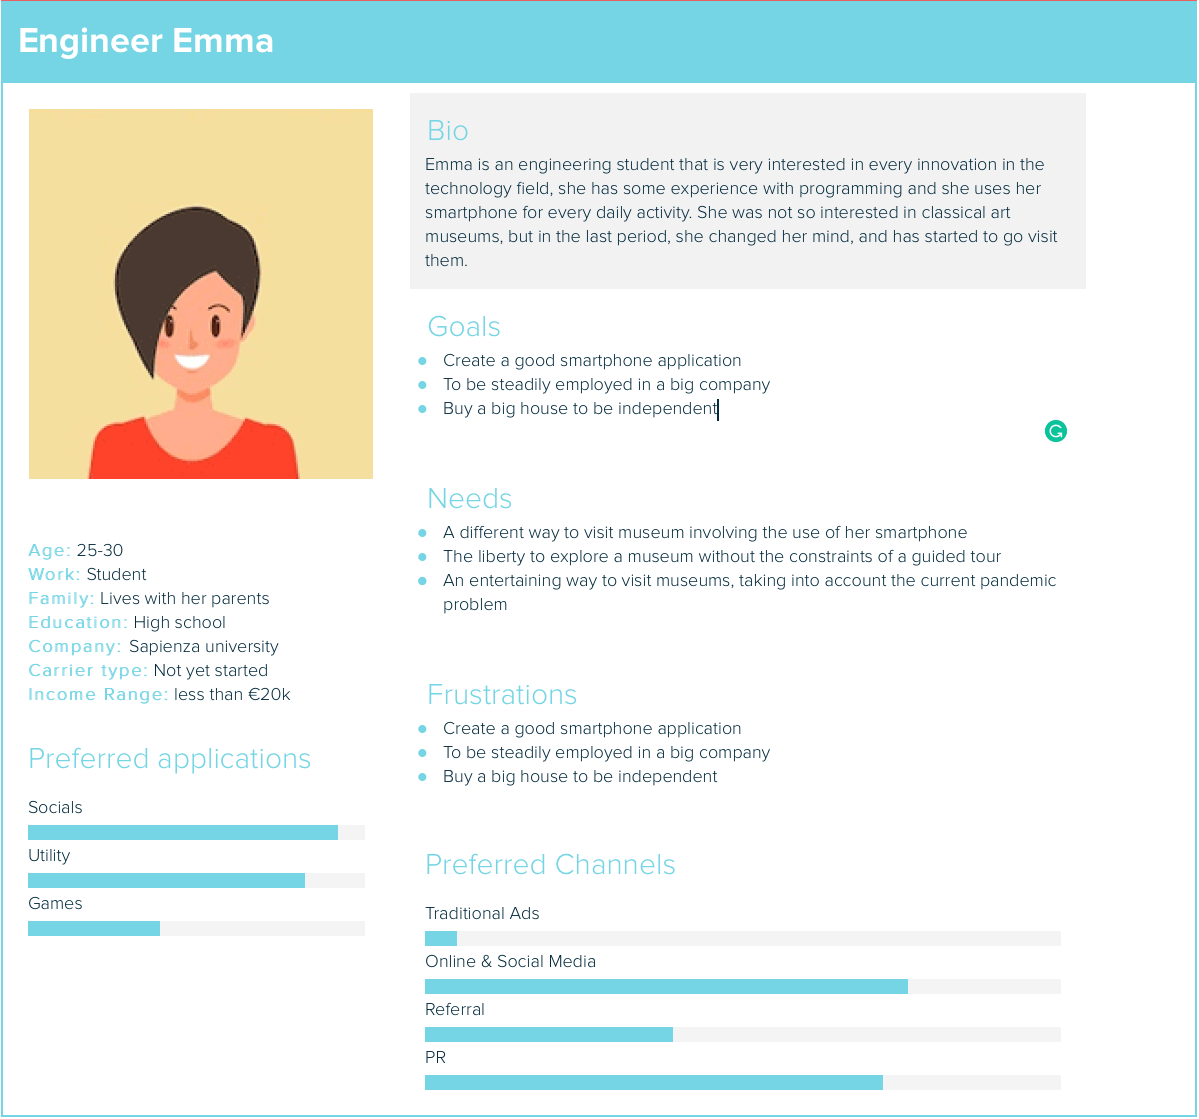 Engineer Emma
Bio
Emma is an engineering student that is very interested in every innovation in the
technology field, she has some experience with programming and she uses her
smartphone for every daily activity. She was not so interested in classical art
museums, but in the last period, she changed her mind, and has started to go visit
them.
Goals
Create a good smartphone application
To be steadily employed in a big company
Buy a big house to be independent
Needs
A different way to visit museum involving the use of her smartphone
The liberty to explore a museum without the constraints of a guided tour
An entertaining way to visit museums, taking into account the current pandemic
problem
Frustrations
Create a good smartphone application
To be steadily employed in a big company
Buy a big house to be independent
Preferred Channels
Traditional Ads
Online & Social Media
Referral
PR
Age: 25-30
Work: Student
Family: Lives with her parents
Education: High school
Company: Sapienza university
Carrier type: Not yet started
Income Range: less than €20k
Preferred applications
Socials
Utility
Games